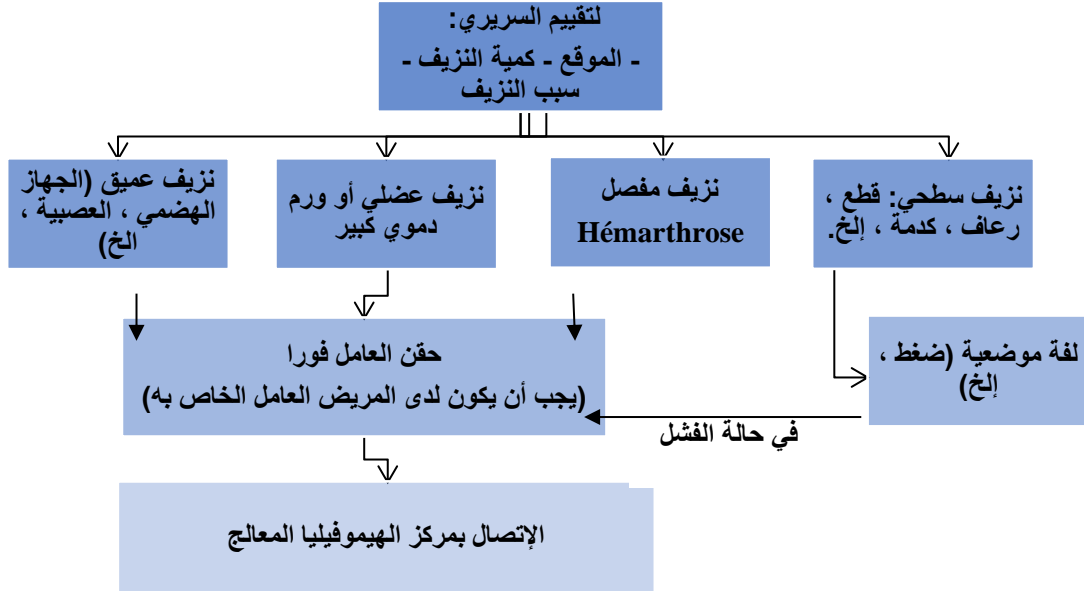 لتقييم السريري:
- الموقع - كمية النزيف -
سبب النزيف
نزيف سطحي: قطع ،
رعاف ، كدمة ، إلخ.
نزيف مفصل
Hémarthrose
نزيف عضلي أو ورم
دموي كبير
نزيف عميق (الجهاز
الهضمي ، العصبية ،
الخ)
لفة موضعية (ضغط ،
إلخ)
في حالة الفشل
حقن العامل فورا
(يجب أن يكون لدى المريض العامل الخاص به)
الإتصال بمركز الهيموفيليا المعالج